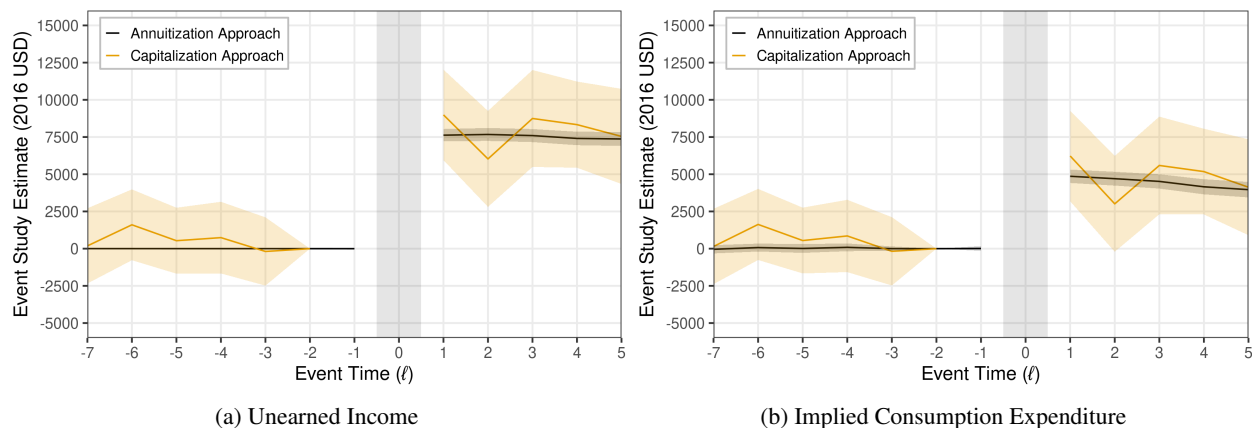 Event Study Estimate (2016 USD)
15000
12500
10000
7500
5000
2500
0
-2500
-5000
Annuitization Approach
Capitalization Approach
-7 -6 -5 -4 -3 -2 -1 0 1 2 3 4 5
Event Time (ℓ)
(a) Unearned Income
Event Study Estimate (2016 USD)
15000
12500
10000
7500
5000
2500
0
-2500
-5000
Annuitization Approach
Capitalization Approach
-7 -6 -5 -4 -3 -2 -1 0 1 2 3 4 5
Event Time (ℓ)
(b) Implied Consumption Expenditure